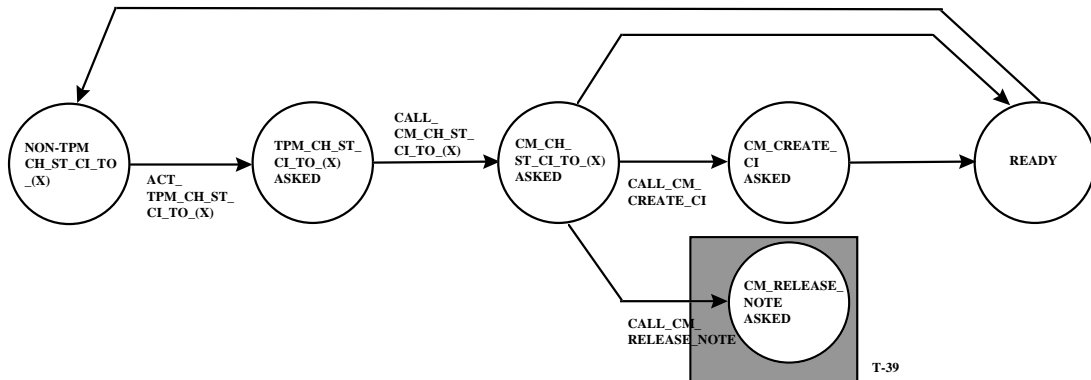 NON-TPM
CH_ST_CI_TO
_(X)
ACT_
TPM_CH_ST_
CI_TO_(X)
TPM_CH_ST_
CI_TO_(X)
ASKED
CALL_
CM_CH_ST_
CI_TO_(X)
CM_CH_
ST_CI_TO_(X)
ASKED
CALL_CM_
CREATE_CI
CM_CREATE_
CI
ASKED
READY
CALL_CM_
RELEASE_NOTE
CM_RELEASE_
NOTE
ASKED
T-39